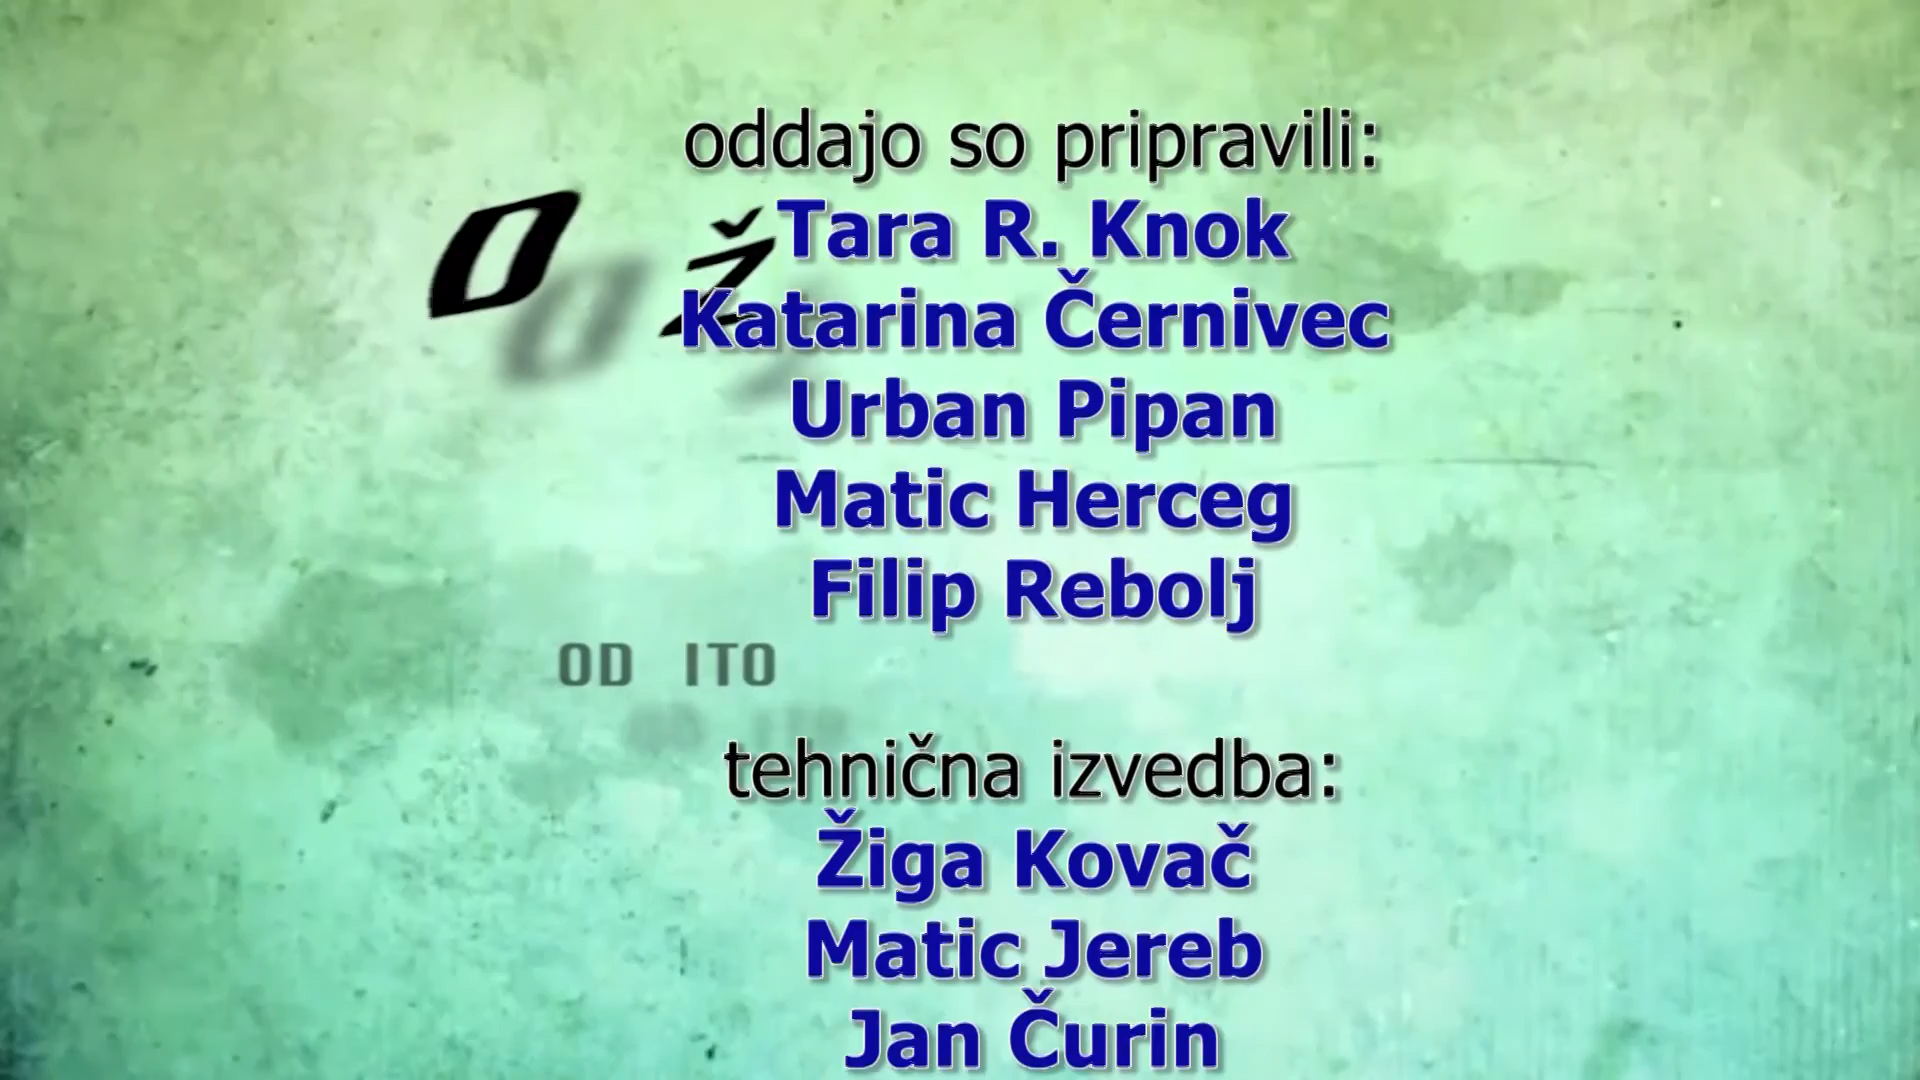 oddajo so pripravili:
Tara R. Knok
Katarina Černivec
Urban Pipan
Matic Herceg
Filip Rebolj
OD ITO
tehnična izvedba:
Žiga Kovač
Matic Jereb
Jan Čurin